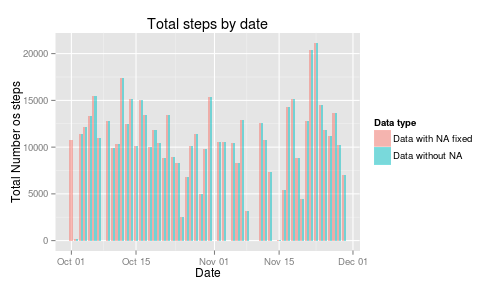 Total steps by date
Total Number os steps
20000
15000
10000
5000
0
Oct 01
Oct 15
Nov 01
Nov 15
Dec 01
Date
Data type
Data with NA fixed
Data without NA